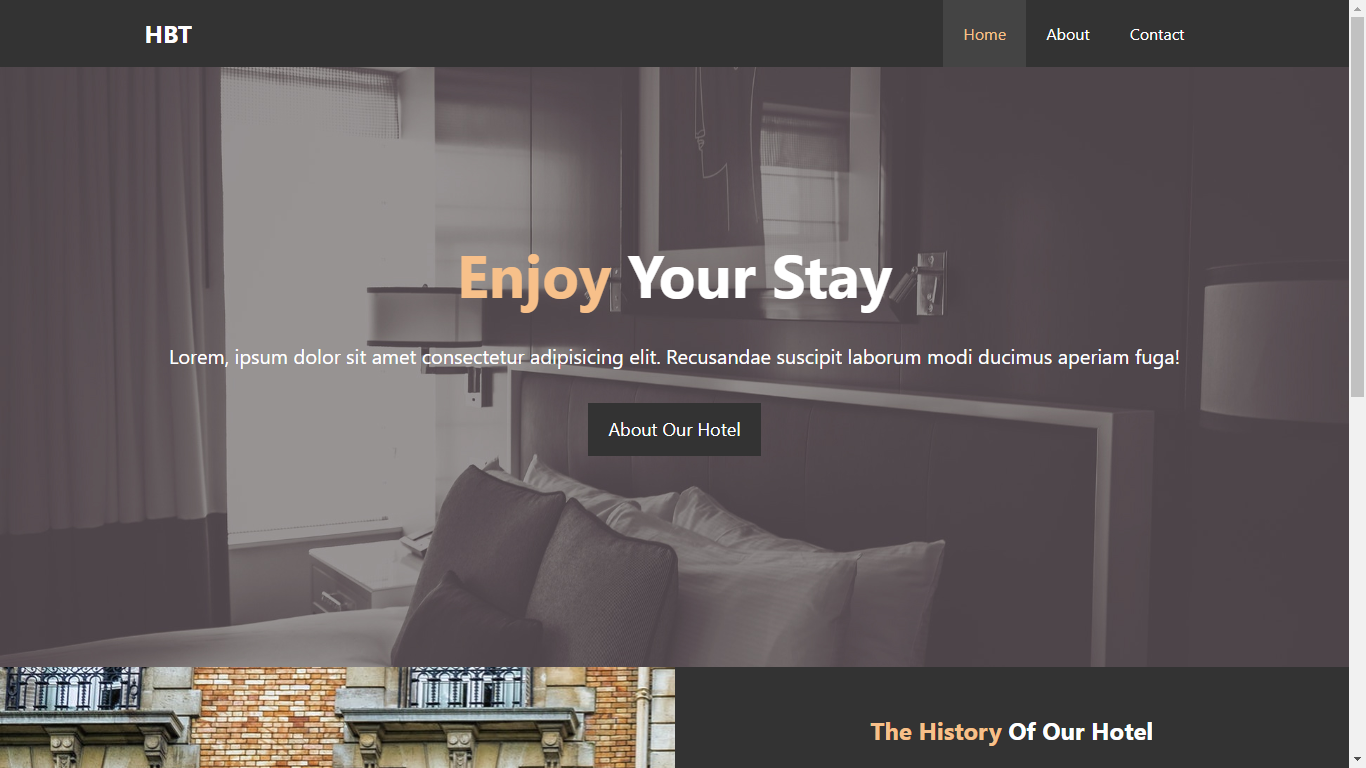 HBT
Home About Contact
Enjoy Your Stay
Lorem, ipsum dolor sit amet consectetur adipisicing elit. Recusandae suscipit laborum modi ducimus aperiam fuga!
About Our Hotel
The History Of Our Hotel